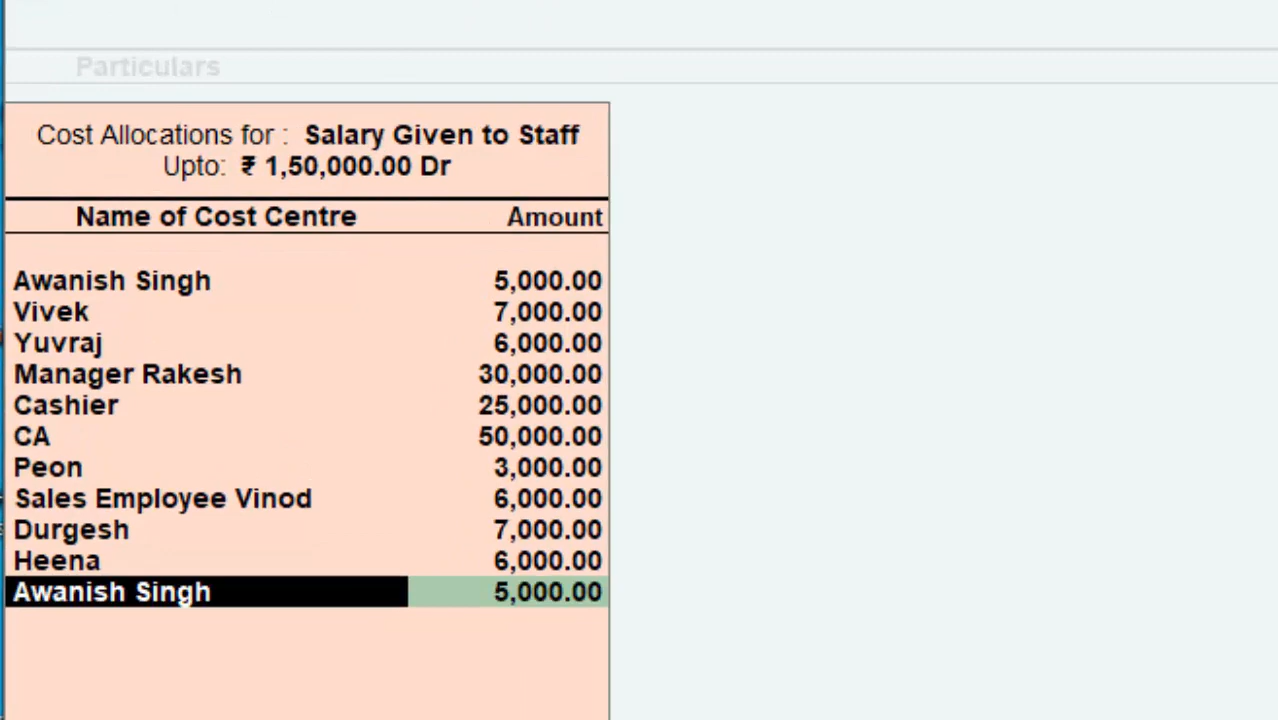 Particulars
Cost Allocations for : Salary Given to Staff
Upto: ₹ 1,50,000.00 Dr
Name of Cost Centre Amount
Awanish Singh 5,000.00
Vivek 7,000.00
Yuvraj 6,000.00
Manager Rakesh 30,000.00
Cashier 25,000.00
CA 50,000.00
Peon 3,000.00
Sales Employee Vinod 6,000.00
Durgesh 7,000.00
Heena 6,000.00
Awanish Singh 5,000.00